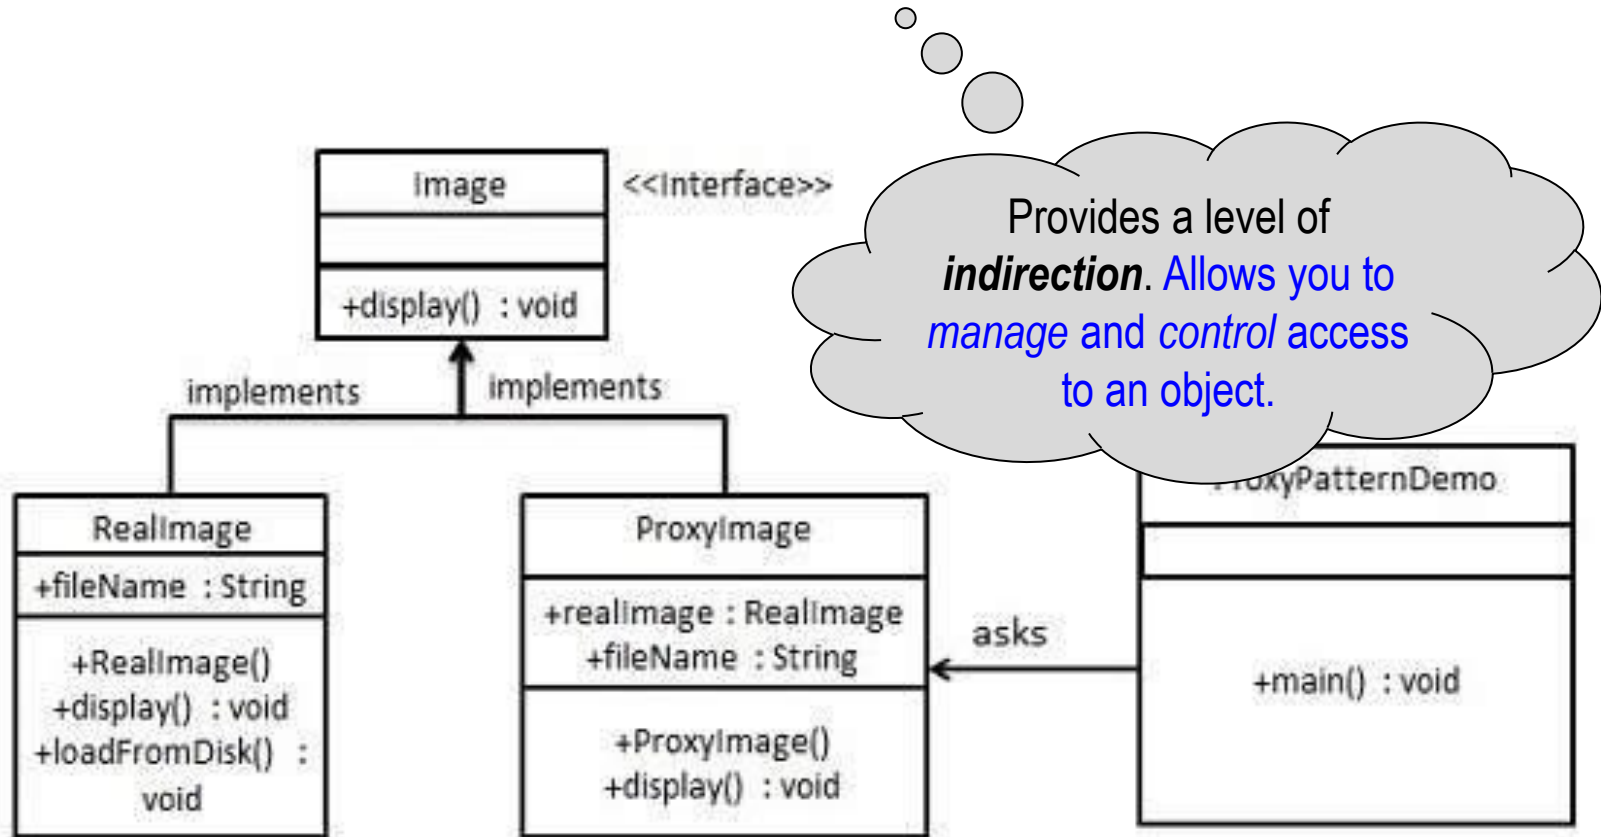 Provides a level of
indirection. Allows you to
manage and control access
to an object.
Image
<<Interface>>
+display() : void
implements
implements
RealImage
+fileName : String
+RealImage()
+display() : void
+loadFromDisk() :
void
ProxyImage
+realImage : RealImage
+fileName : String
+ProxyImage()
+display() : void
asks
ProxyPatternDemo
+main() : void